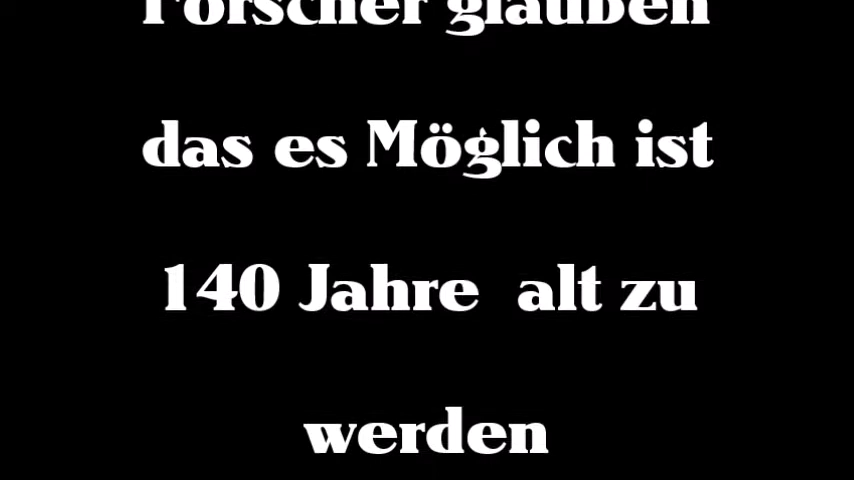 Forscher glauben
das es Möglich ist
140 Jahre alt zu
werden